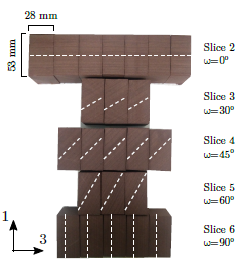 28 mm
53 mm
Slice 2
ω=0°
Slice 3
ω=30°
Slice 4
ω=45°
Slice 5
ω=60°
Slice 6
ω=90°
1
3